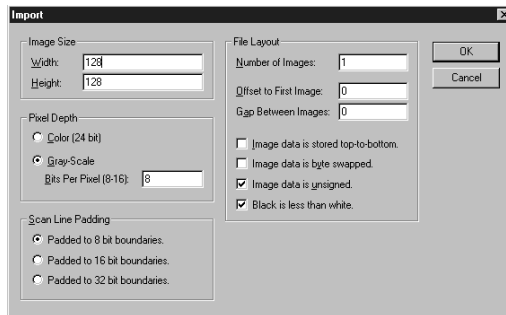 Import
Image Size
Width: 128
Height: 128
Pixel Depth
Color (24 bit)
Gray-Scale
Bits Per Pixel (8-16): 8
Scan Line Padding
Padded to 8 bit boundaries.
Padded to 16 bit boundaries.
Padded to 32 bit boundaries.
File Layout
Number of Images: 1
Offset to First Image: 0
Gap Between Images: 0
Image data is stored top-to-bottom.
Image data is byte swapped.
Image data is unsigned.
Black is less than white.
OK
Cancel